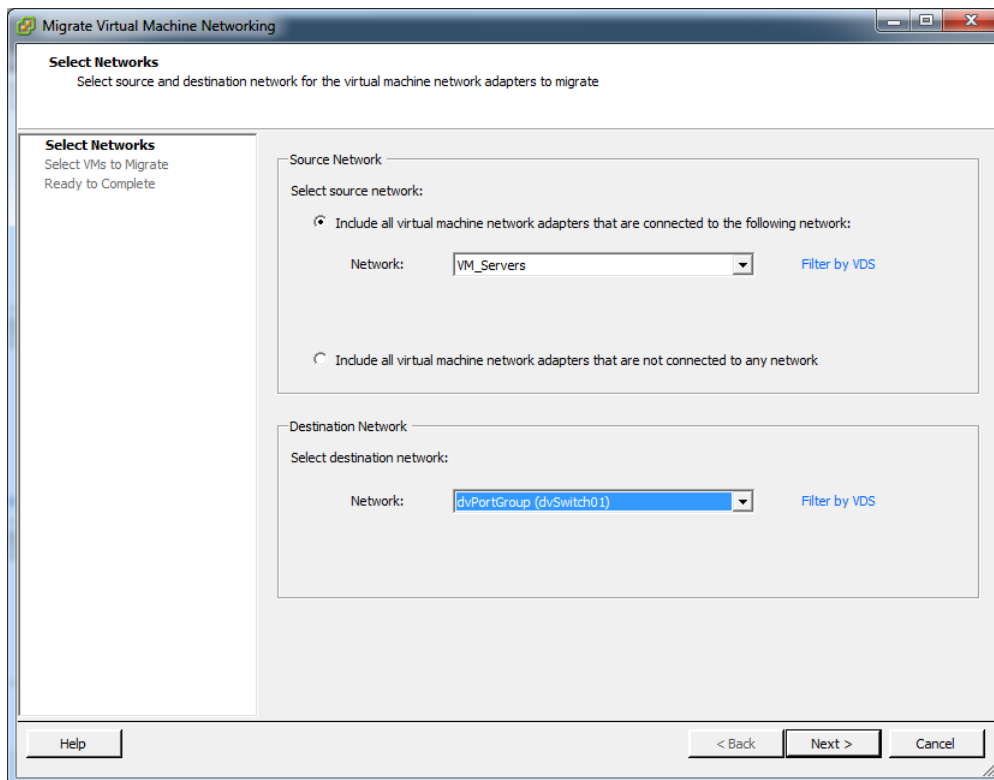 Migrate Virtual Machine Networking
Select Networks
Select source and destination network for the virtual machine network adapters to migrate
Select Networks
Select VMs to Migrate
Ready to Complete
Source Network
Select source network:
Include all virtual machine network adapters that are connected to the following network:
Network: VM_Servers Filter by VDS
Include all virtual machine network adapters that are not connected to any network
Destination Network
Select destination network:
Network: dvPortGroup (dvSwitch01) Filter by VDS
Help < Back Next > Cancel